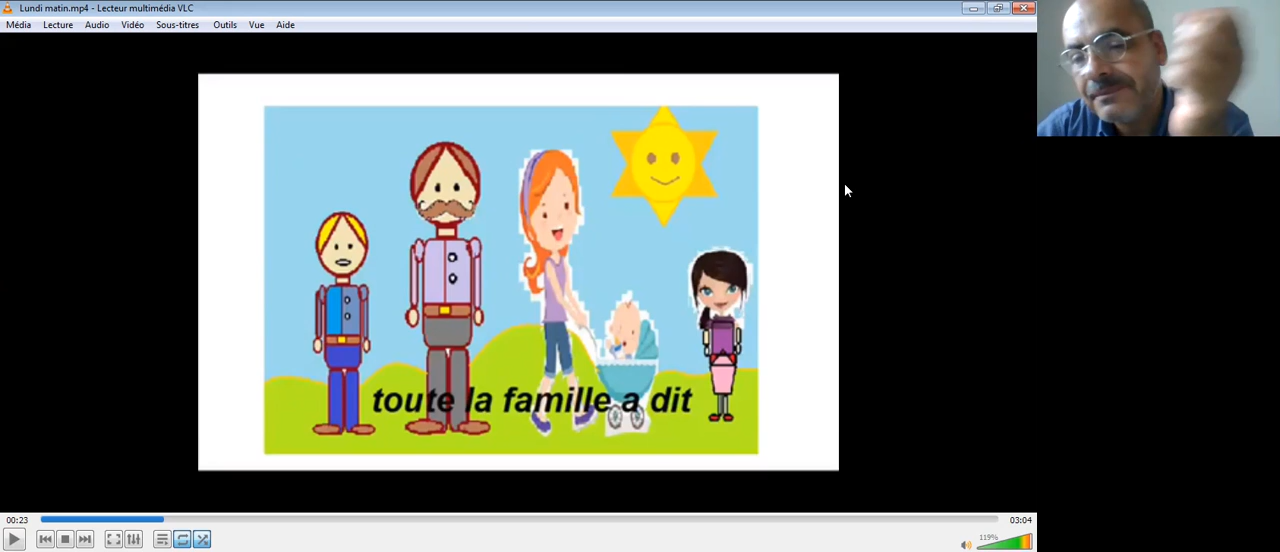 Lundi matin.mp4 - Lecteur multimédia VLC
Média Lecture Audio Vidéo Sous-titres Outils Vue Aide
toute la famille a dit
00:23
03:04
119%